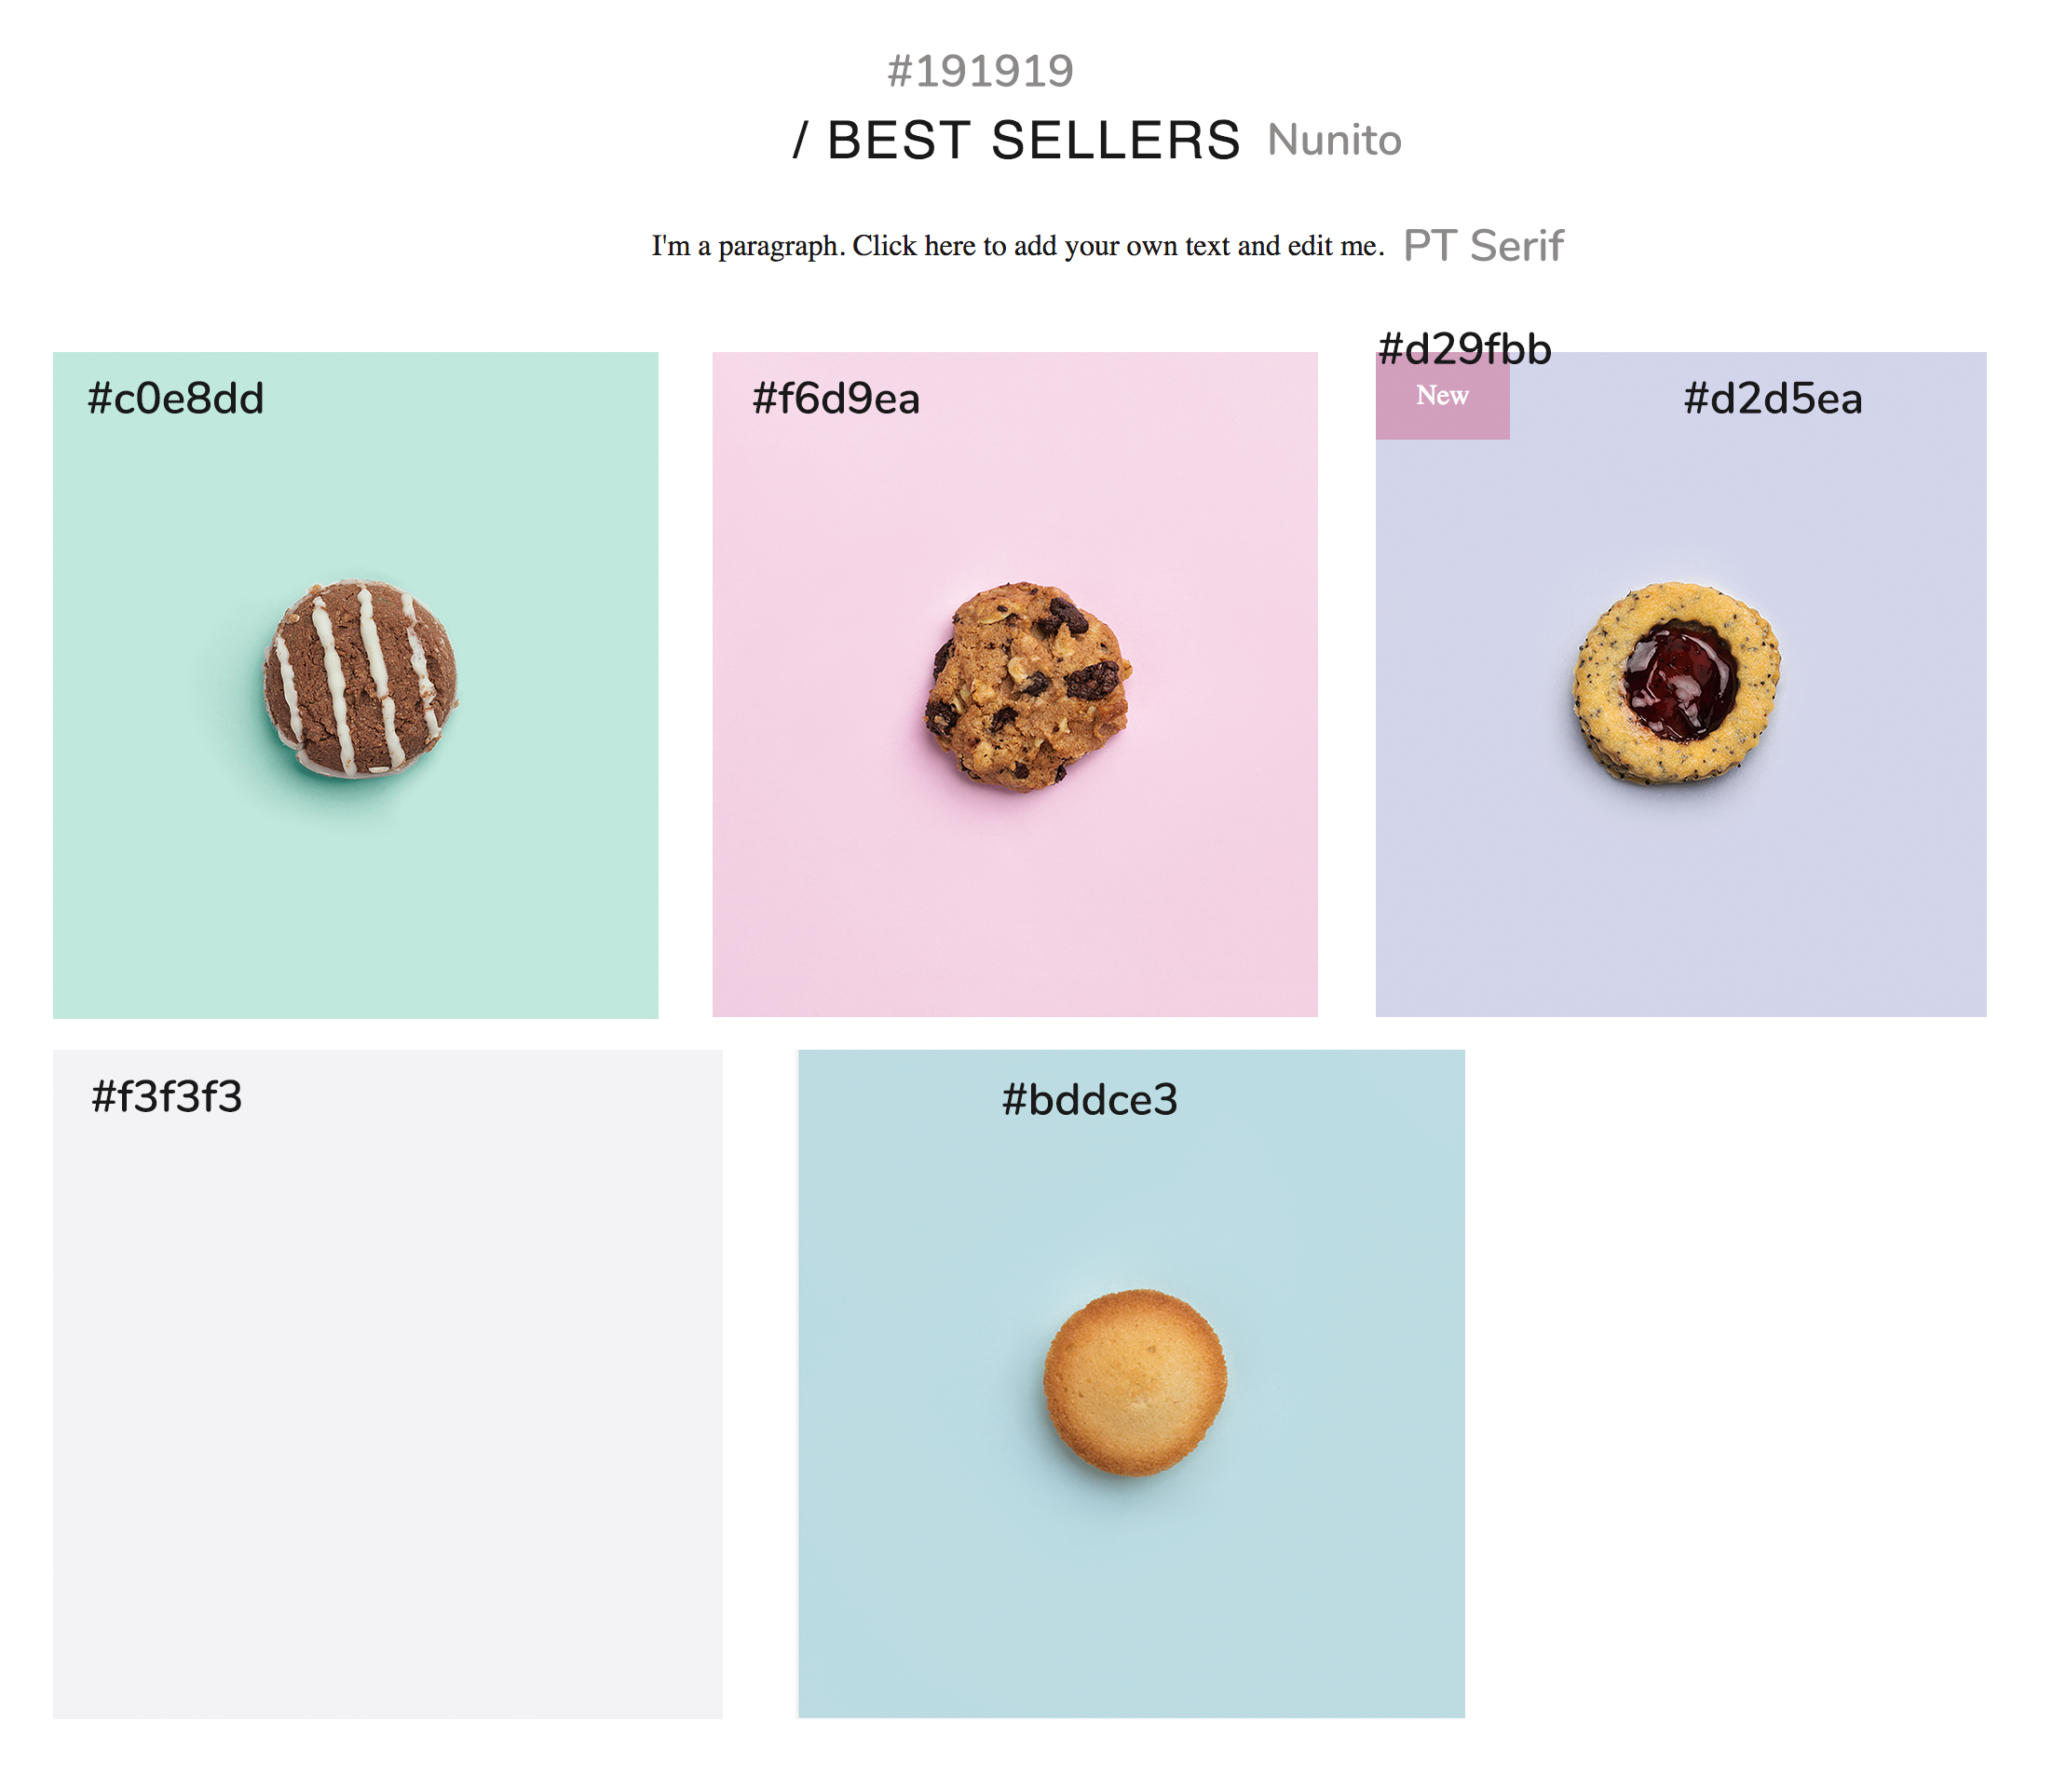 #191919
/ BEST SELLERS Nunito
I'm a paragraph. Click here to add your own text and edit me. PT Serif
#c0e8dd
#f6d9ea
#d29fbb
New
#d2d5ea
#f3f3f3
#bddce3